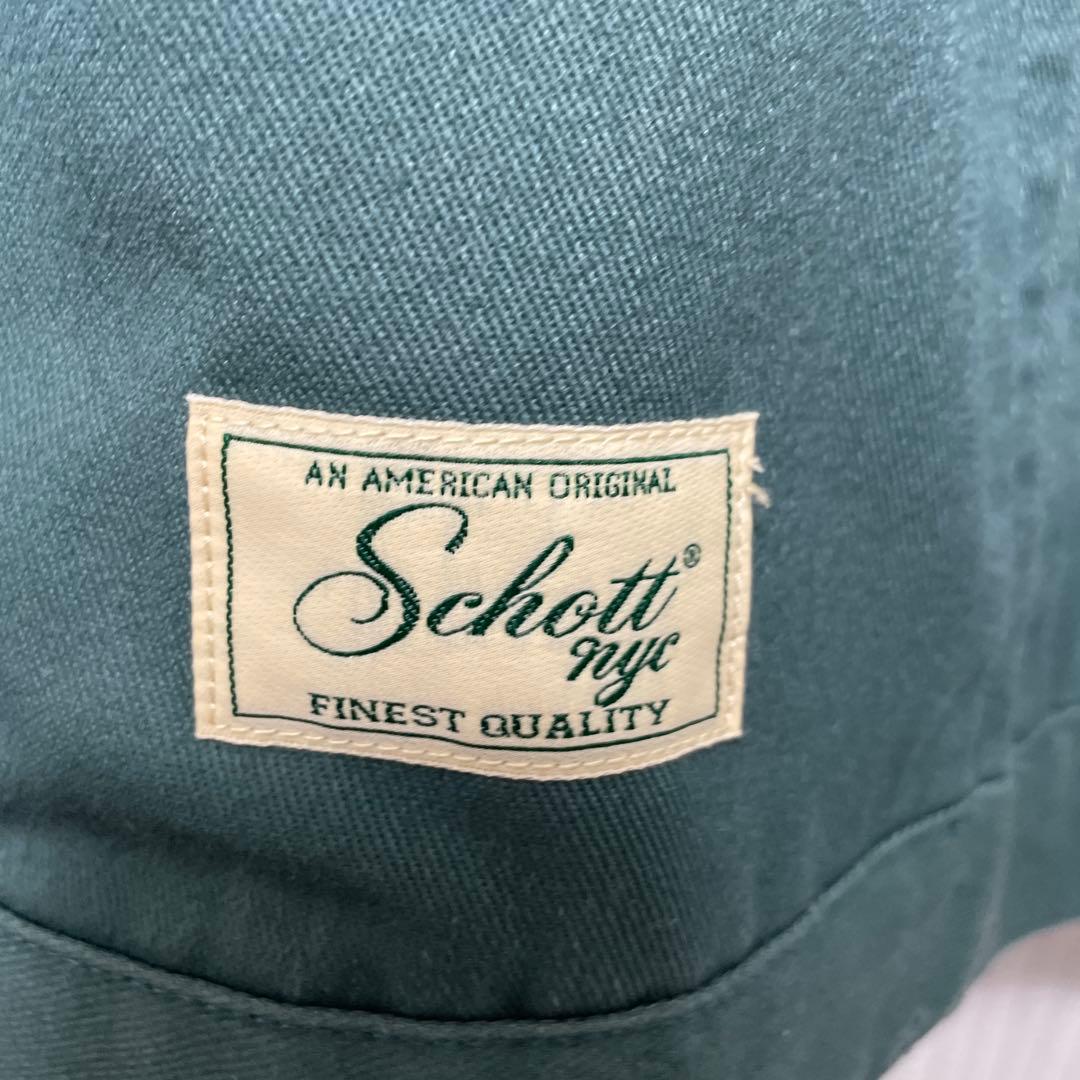 AN AMERICAN ORIGINAL
Schott®
nyc
FINEST QUALITY